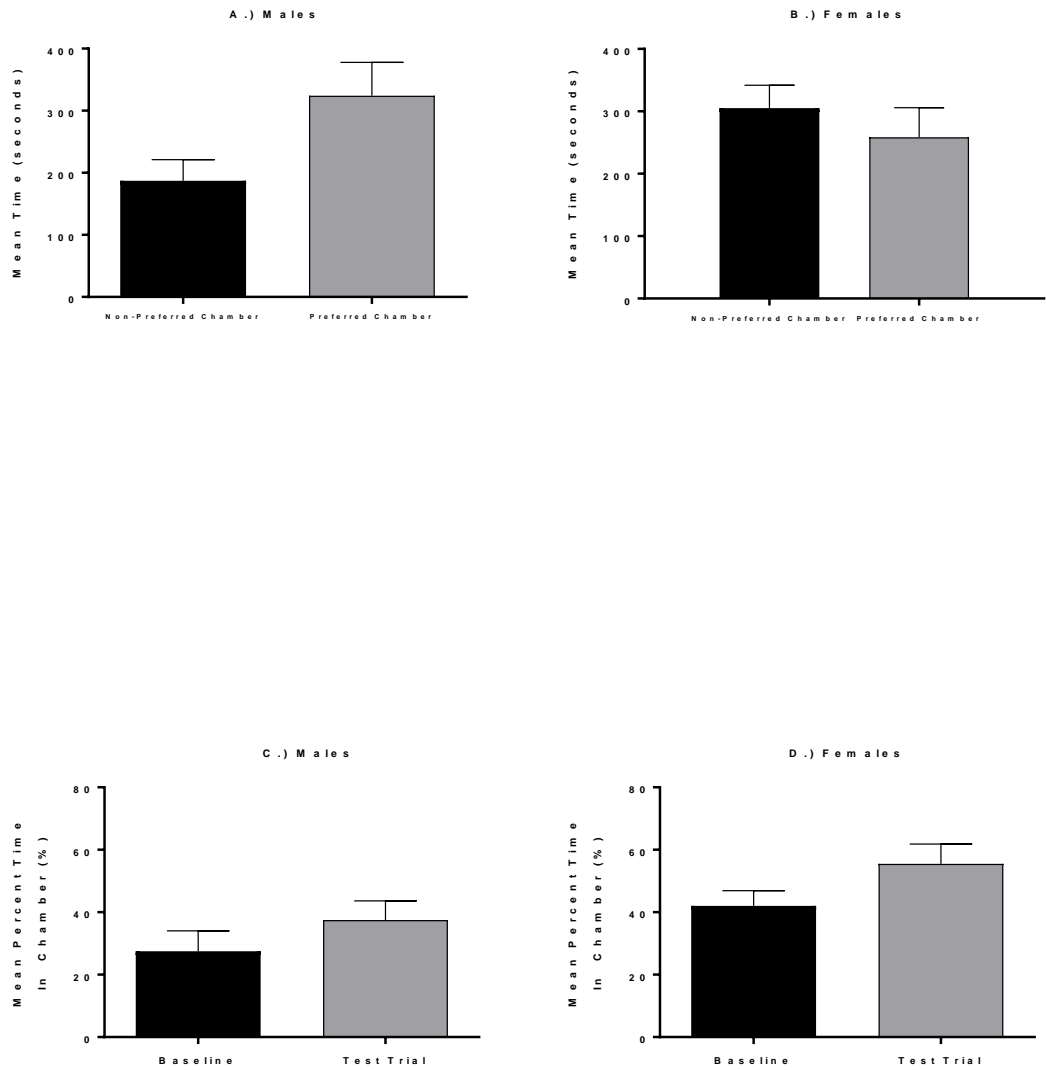 A.) Males
400
300
200
100
0
Mean Time (seconds)
Non-Preferred Chamber
Preferred Chamber
B.) Females
400
300
200
100
0
Mean Time (seconds)
Non-Preferred Chamber
Preferred Chamber
C.) Males
80
60
40
20
0
Mean Percent Time
In Chamber (%)
Baseline
Test Trial
D.) Females
80
60
40
20
0
Mean Percent Time
In Chamber (%)
Baseline
Test Trial